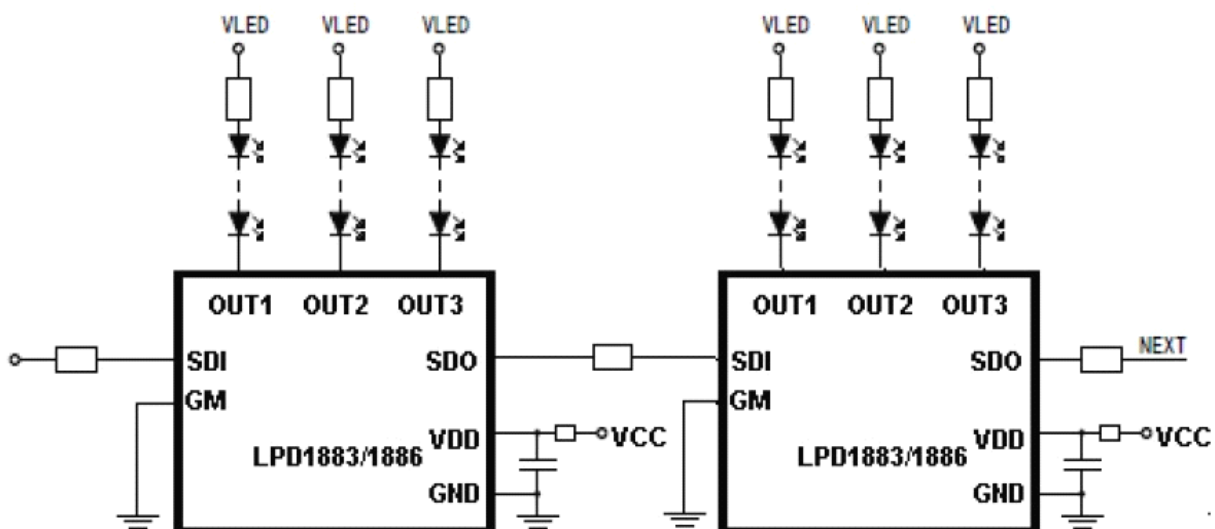 VLED VLED VLED VLED VLED VLED
OUT1 OUT2 OUT3 OUT1 OUT2 OUT3
SDI SDO SDI SDO NEXT
GM GM
VDD VCC VDD VCC
LPD1883/1886 LPD1883/1886
GND GND